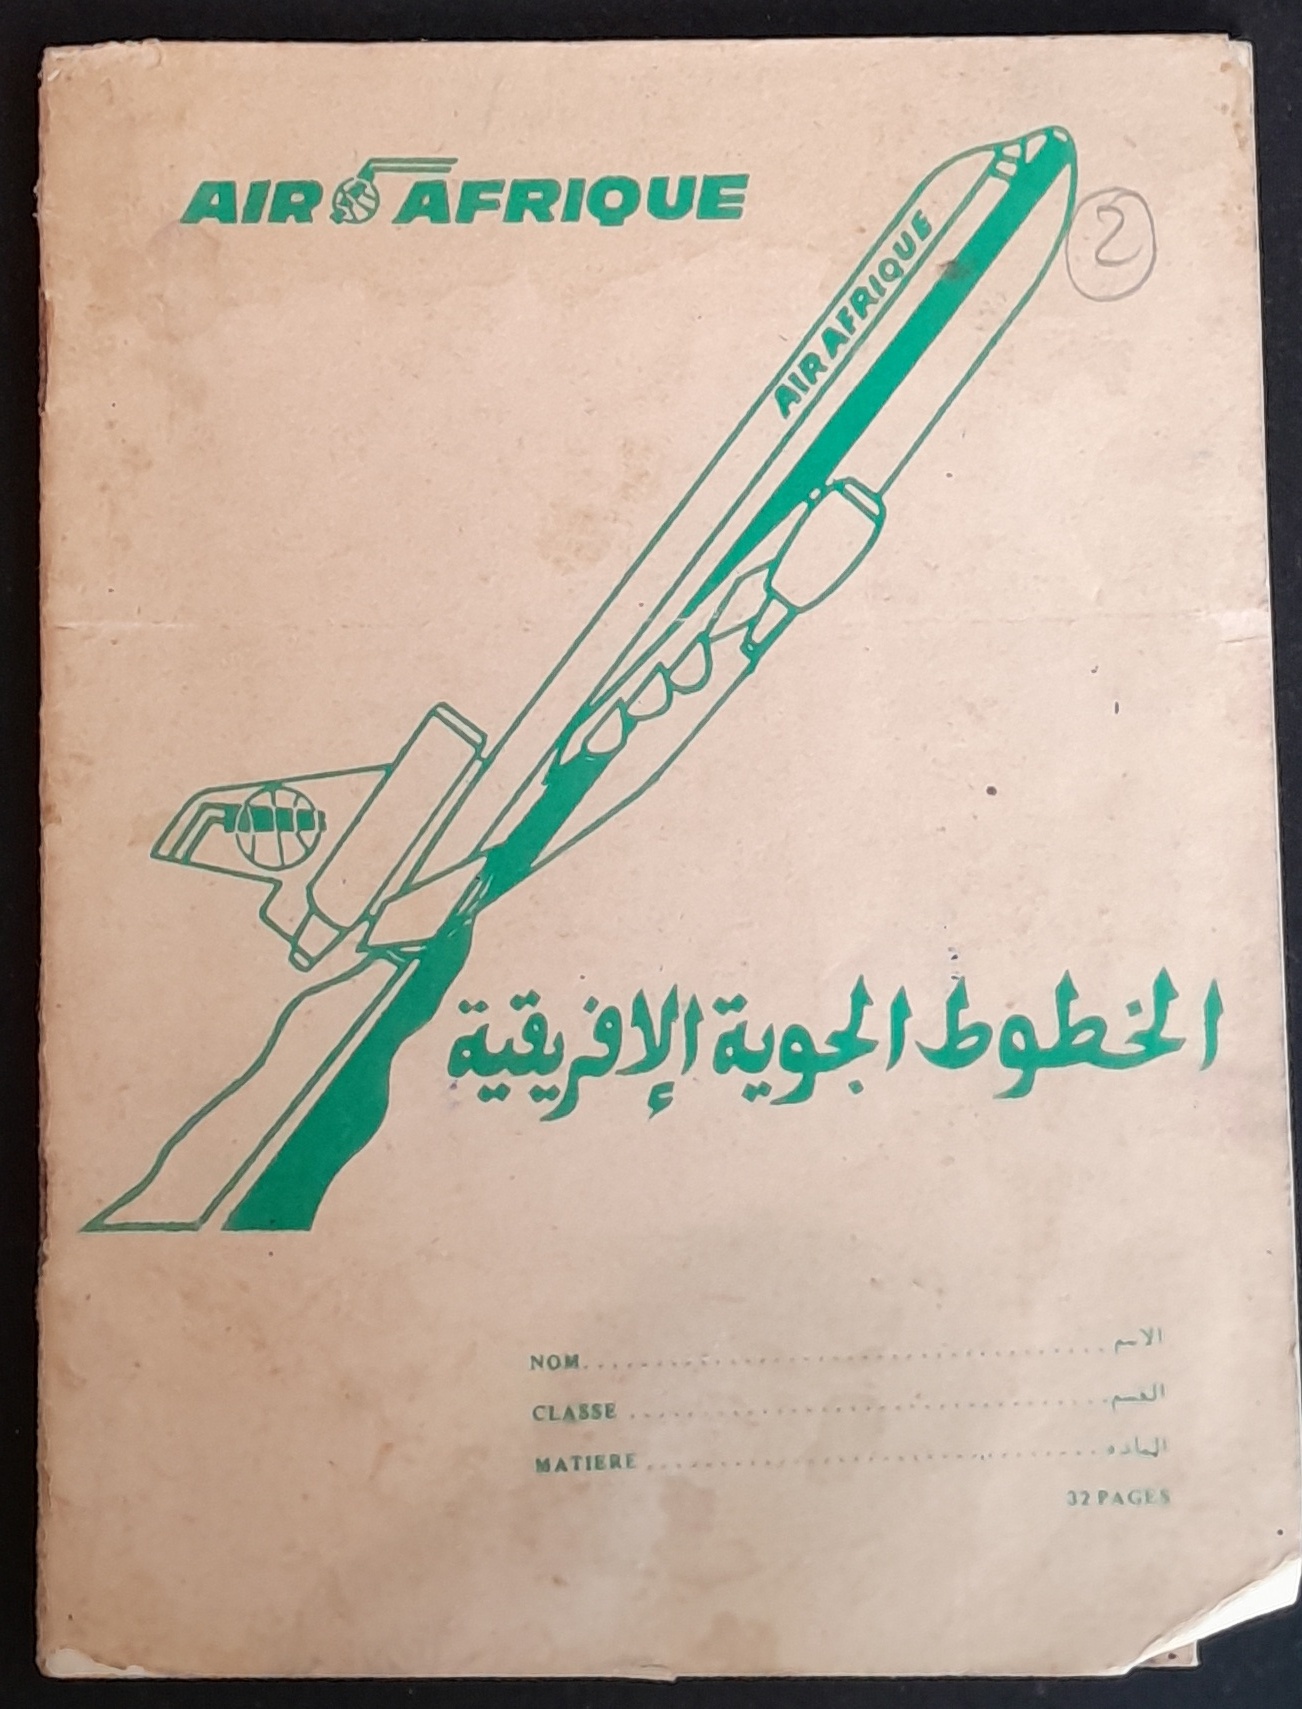 AIR AFRIQUE
AIR AFRIQUE
2
الخطوط الجوية الإفريقية
NOM.......................................................الاسم
CLASSE .......................................................القسم
MATIERE .......................................................المادة
32 PAGES